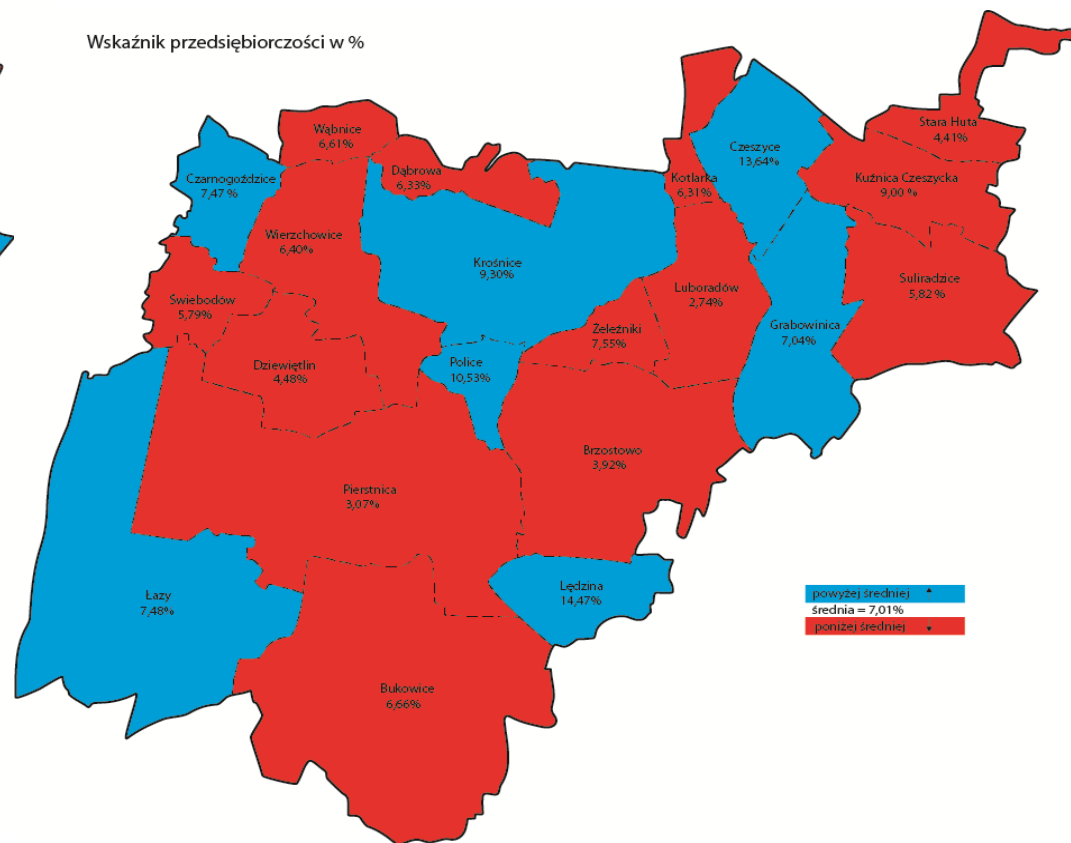 Wskaźnik przedsiębiorczości w %
Wąbnice
6,61%
Czarnogoździce
7,47 %
Dąbrowa
6,33%
Wierzchowice
6,40%
Krośnice
9,30%
Kotlarka
6,31%
Czeszyce
13,64%
Stara Huta
4,41%
Kuźnica Czeszycka
9,00 %
Suliradzice
5,82 %
Luboradów
2,74%
Grabowinica
7,04%
Żeleźniki
7,55%
Świebodów
5,79%
Dziewiętlin
4,48%
Police
10,53%
Brzostowo
3,92%
Pierstnica
3,07%
Łazy
7,48%
Lędzina
14,47%
Bukowice
6,66%
powyżej średniej
średnia = 7,01%
poniżej średniej